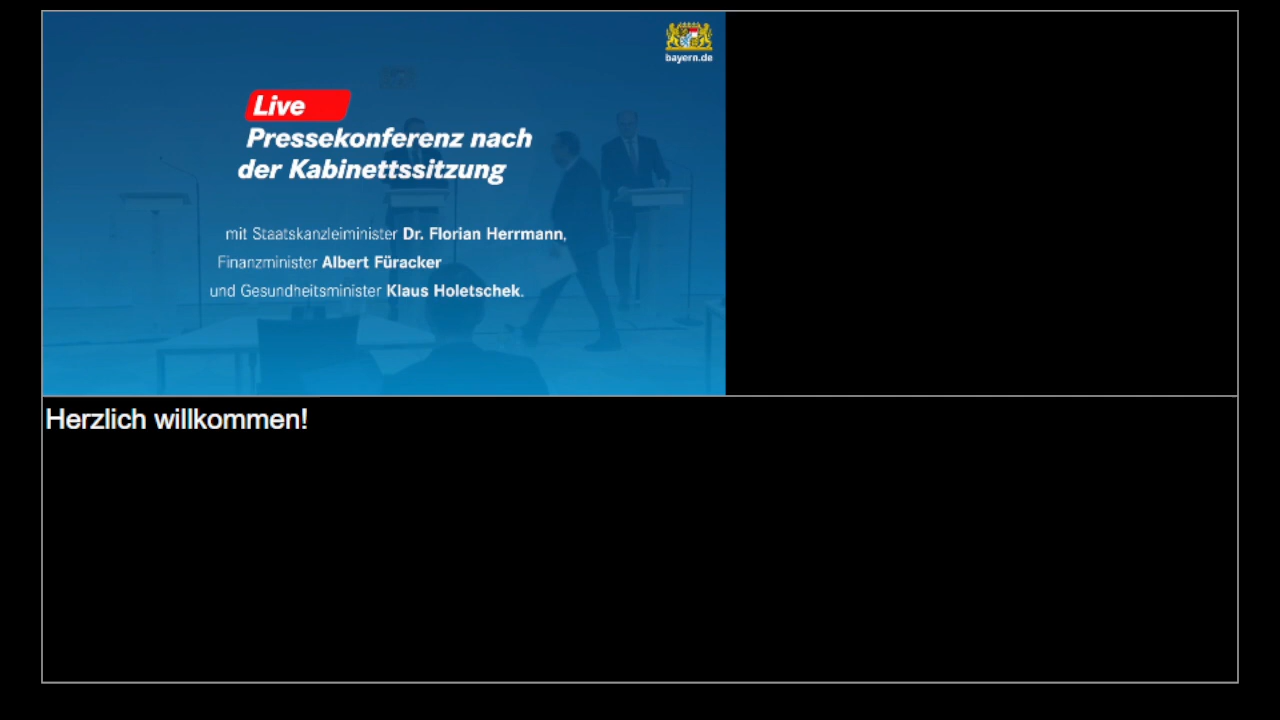 bayern.de
Live
Pressekonferenz nach
der Kabinettssitzung
mit Staatskanzleiminister Dr. Florian Herrmann,
Finanzminister Albert Füracker
und Gesundheitsminister Klaus Holetschek.
Herzlich willkommen!